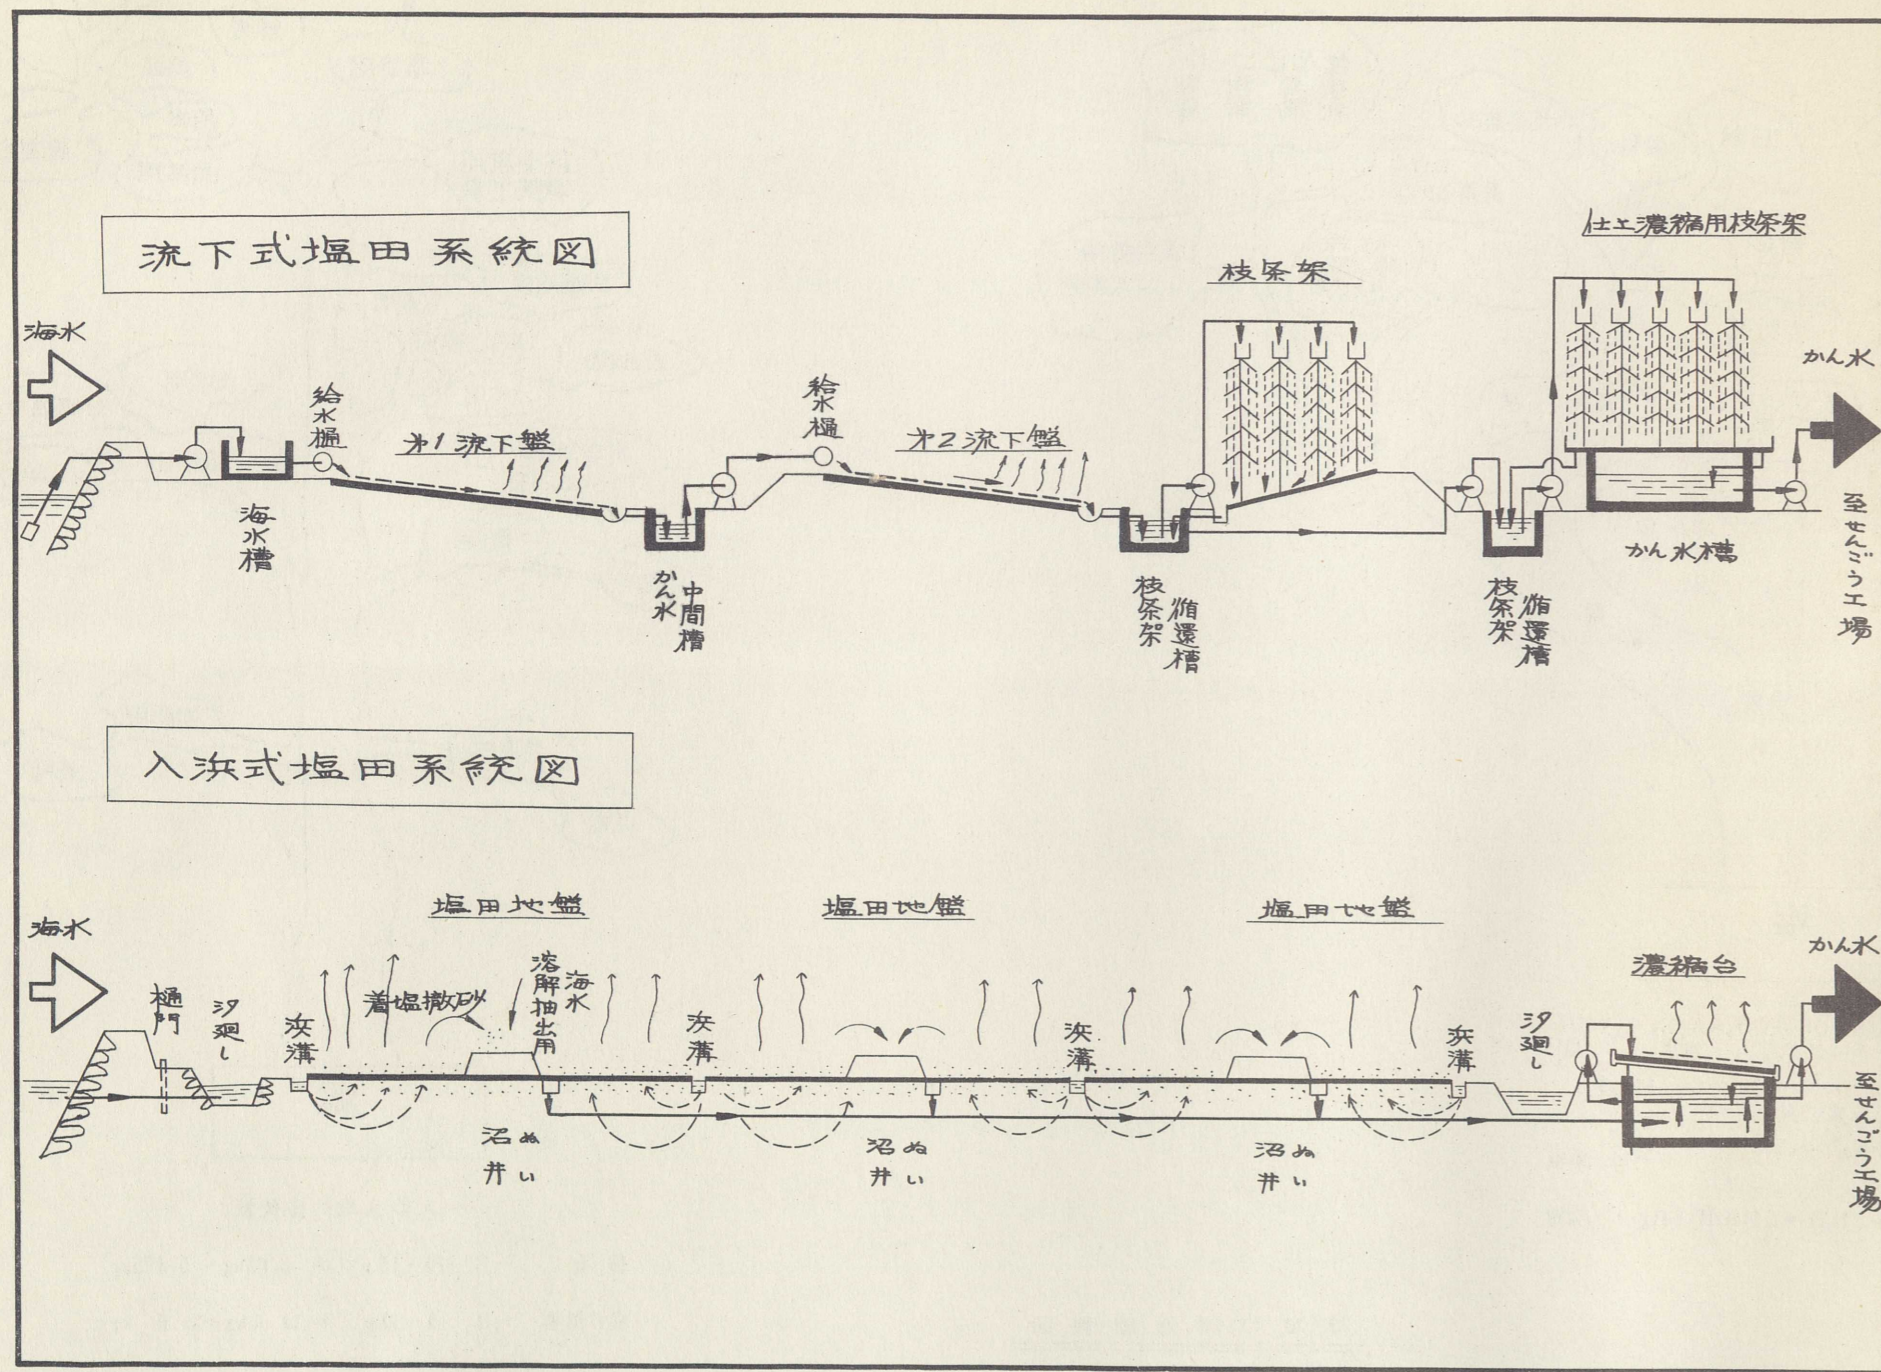 流下式塩田系統図
海水
海水槽
給水樋
第1流下盤
かん水
中間槽
給水樋
第2流下盤
枝条架
循還槽
枝条架
枝条架
循還槽
仕上濃縮用枝条架
かん水槽
かん水
至せんごう工場
入浜式塩田系統図
海水
樋門
汐廻し
浜溝
塩田地盤
着塩撒砂
溶解抽出用
海水
沼井
ぬい
浜溝
塩田地盤
沼井
ぬい
浜溝
塩田地盤
沼井
ぬい
浜溝
汐廻し
濃縮台
かん水
至せんごう工場